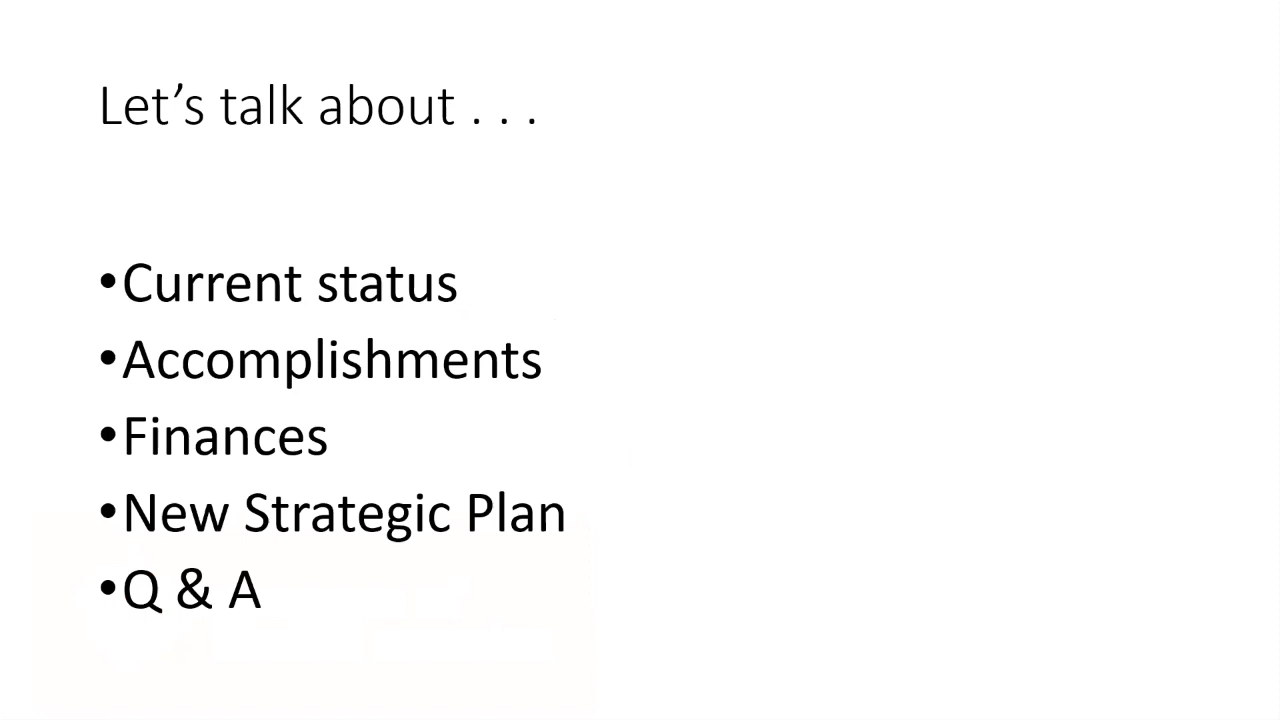 Let’s talk about . . .
•Current status
•Accomplishments
•Finances
•New Strategic Plan
•Q & A